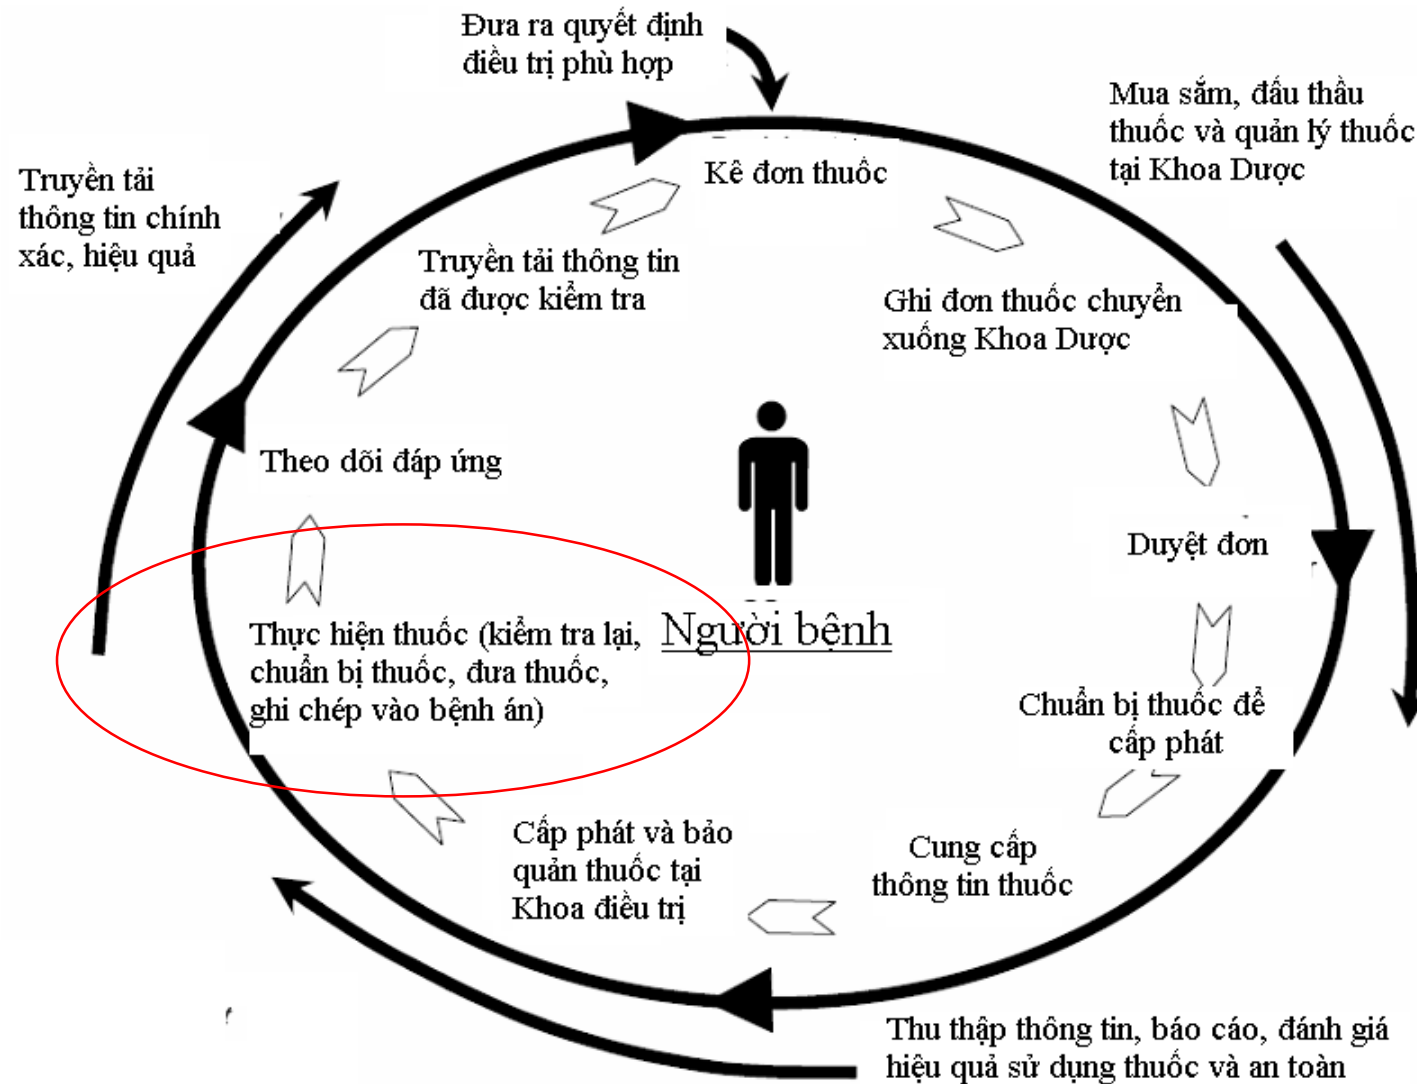 Đưa ra quyết định
điều trị phù hợp
Mua sắm, đấu thầu
thuốc và quản lý thuốc
tại Khoa Dược
Truyền tải
thông tin chính
xác, hiệu quả
Kê đơn thuốc
Truyền tải thông tin
đã được kiểm tra
Ghi đơn thuốc chuyển
xuống Khoa Dược
Theo dõi đáp ứng
Duyệt đơn
Người bệnh
Thực hiện thuốc (kiểm tra lại,
chuẩn bị thuốc, đưa thuốc,
ghi chép vào bệnh án)
Chuẩn bị thuốc để
cấp phát
Cấp phát và bảo
quản thuốc tại
Khoa điều trị
Cung cấp
thông tin thuốc
Thu thập thông tin, báo cáo, đánh giá
hiệu quả sử dụng thuốc và an toàn